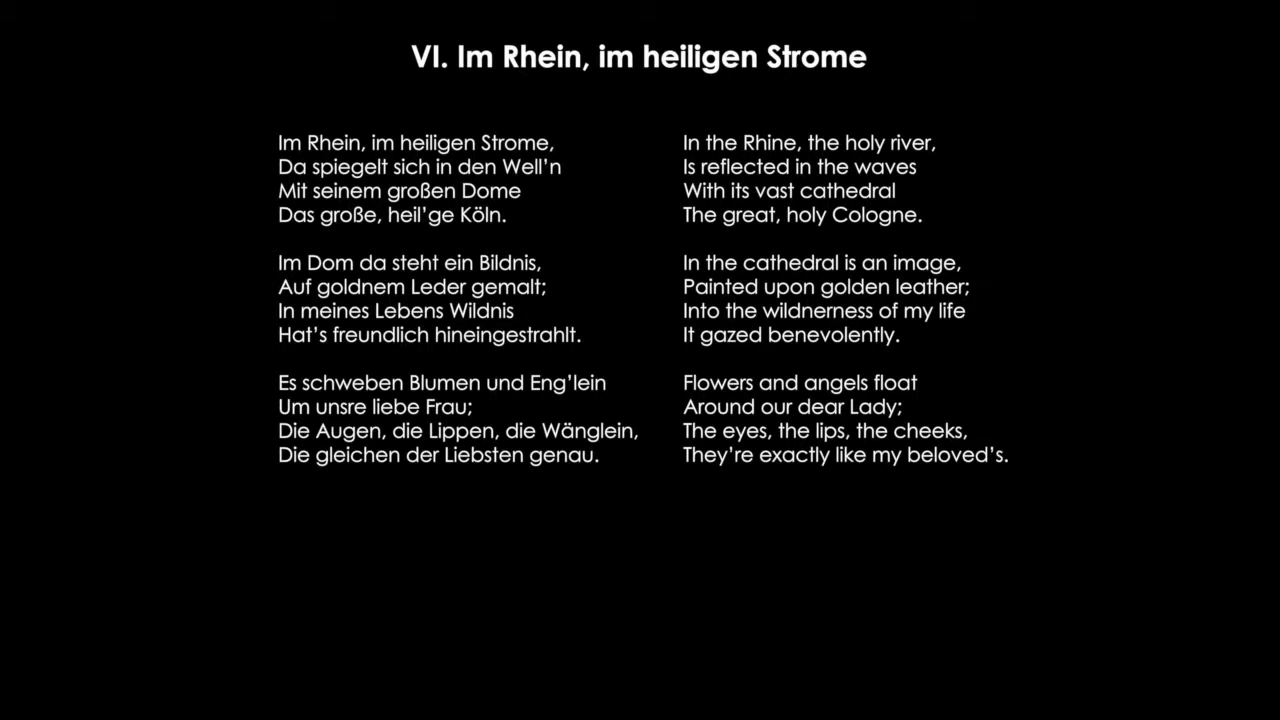 VI. Im Rhein, im heiligen Strome
Im Rhein, im heiligen Strome,
Da spiegelt sich in den Well’n
Mit seinem großen Dome
Das große, heil’ge Köln.
Im Dom da steht ein Bildnis,
Auf goldnem Leder gemalt;
In meines Lebens Wildnis
Hat’s freundlich hineingestrahlt.
Es schweben Blumen und Eng’lein
Um unsre liebe Frau;
Die Augen, die Lippen, die Wänglein,
Die gleichen der Liebsten genau.
In the Rhine, the holy river,
Is reflected in the waves
With its vast cathedral
The great, holy Cologne.
In the cathedral is an image,
Painted upon golden leather;
Into the wildnerness of my life
It gazed benevolently.
Flowers and angels float
Around our dear Lady;
The eyes, the lips, the cheeks,
They’re exactly like my beloved’s.